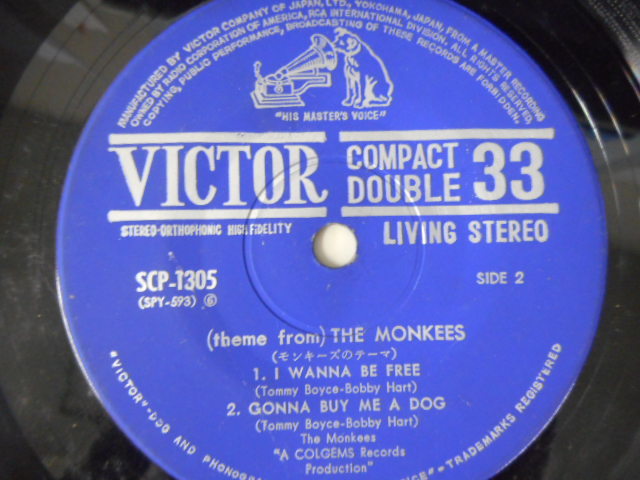 MANUFACTURED BY VICTOR COMPANY OF JAPAN, LTD., YOKOHAMA, JAPAN, FROM A MASTER RECORDING
OWNED BY RADIO CORPORATION OF AMERICA, RCA INTERNATIONAL DIVISION. ALL RIGHTS RESERVED,
COPYING, PUBLIC PERFORMANCE, BROADCASTING OF THESE RECORDS ARE FORBIDDEN.
"HIS MASTER'S VOICE"
VICTOR
COMPACT
DOUBLE 33
STEREO-ORTHOPHONIC HIGH FIDELITY
LIVING STEREO
SCP-1305
(SPY-593) Ⓢ
SIDE 2
(theme from) THE MONKEES
(モンキーズのテーマ)
1. I WANNA BE FREE
(Tommy Boyce-Bobby Hart)
2. GONNA BUY ME A DOG
(Tommy Boyce-Bobby Hart)
The Monkees
"A COLGEMS Records
Production"
"VICTOR"-DOG AND PHONOGR
CE"-TRADEMARKS REGISTERED